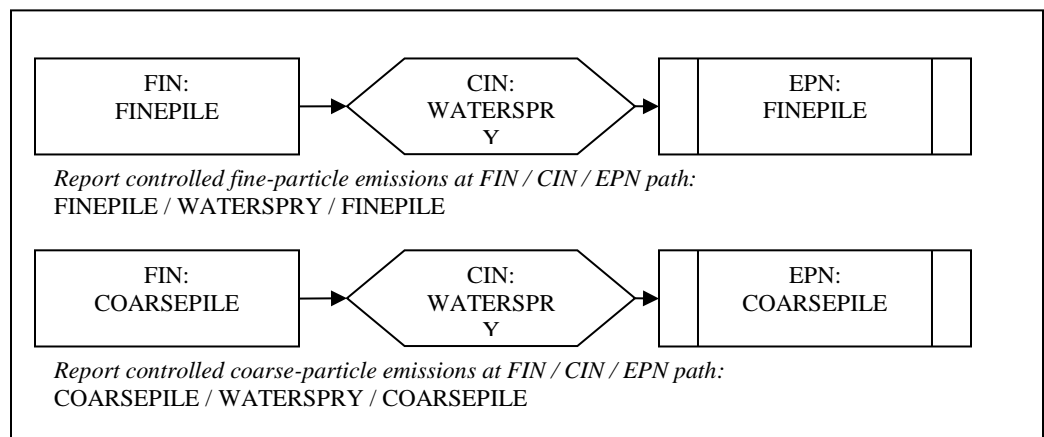 FIN:
FINEPILE
CIN:
WATERSPR
Y
EPN:
FINEPILE
Report controlled fine-particle emissions at FIN / CIN / EPN path:
FINEPILE / WATERSPRY / FINEPILE
FIN:
COARSEPILE
CIN:
WATERSPR
Y
EPN:
COARSEPILE
Report controlled coarse-particle emissions at FIN / CIN / EPN path:
COARSEPILE / WATERSPRY / COARSEPILE